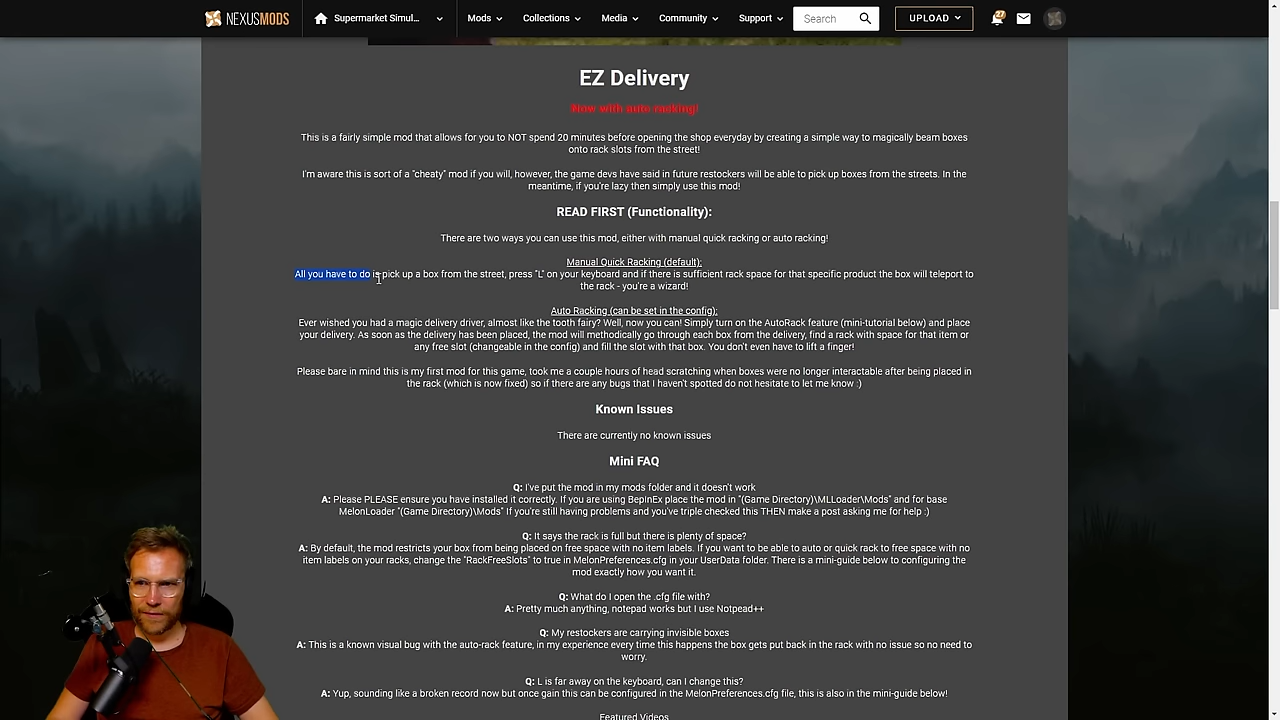 NEXUSMODS
Supermarket Simul...
Mods
Collections
Media
Community
Support
Search
UPLOAD
EZ Delivery
Now with auto racking!
This is a fairly simple mod that allows for you to NOT spend 20 minutes before opening the shop everyday by creating a simple way to magically beam boxes
onto rack slots from the street!
I'm aware this is sort of a "cheaty" mod if you will, however, the game devs have said in future restockers will be able to pick up boxes from the streets. In the
meantime, if you're lazy then simply use this mod!
READ FIRST (Functionality):
There are two ways you can use this mod, either with manual quick racking or auto racking!
Manual Quick Racking (default):
All you have to do is pick up a box from the street, press "L" on your keyboard and if there is sufficient rack space for that specific product the box will teleport to
the rack - you're a wizard!
Auto Racking (can be set in the config):
Ever wished you had a magic delivery driver, almost like the tooth fairy? Well, now you can! Simply turn on the AutoRack feature (mini-tutorial below) and place
your delivery. As soon as the delivery has been placed, the mod will methodically go through each box from the delivery, find a rack with space for that item or
any free slot (changeable in the config) and fill the slot with that box. You don't even have to lift a finger!
Please bare in mind this is my first mod for this game, took me a couple hours of head scratching when boxes were no longer interactable after being placed in
the rack (which is now fixed) so if there are any bugs that I haven't spotted do not hesitate to let me know :)
Known Issues
There are currently no known issues
Mini FAQ
Q: I've put the mod in my mods folder and it doesn't work
A: Please PLEASE ensure you have installed it correctly. If you are using BepInEx place the mod in "(Game Directory)\MLLoader\Mods" and for base
MelonLoader "(Game Directory)\Mods" If you're still having problems and you've triple checked this THEN make a post asking me for help :)
Q: It says the rack is full but there is plenty of space?
A: By default, the mod restricts your box from being placed on free space with no item labels. If you want to be able to auto or quick rack to free space with no
item labels on your racks, change the "RackFreeSlots" to true in MelonPreferences.cfg in your UserData folder. There is a mini-guide below to configuring the
mod exactly how you want it.
Q: What do I open the .cfg file with?
A: Pretty much anything, notepad works but I use Notpead++
Q: My restockers are carrying invisible boxes
A: This is a known visual bug with the auto-rack feature, in my experience every time this happens the box gets put back in the rack with no issue so no need to
worry.
Q: L is far away on the keyboard, can I change this?
A: Yup, sounding like a broken record now but once gain this can be configured in the MelonPreferences.cfg file, this is also in the mini-guide below!
Featured Videos